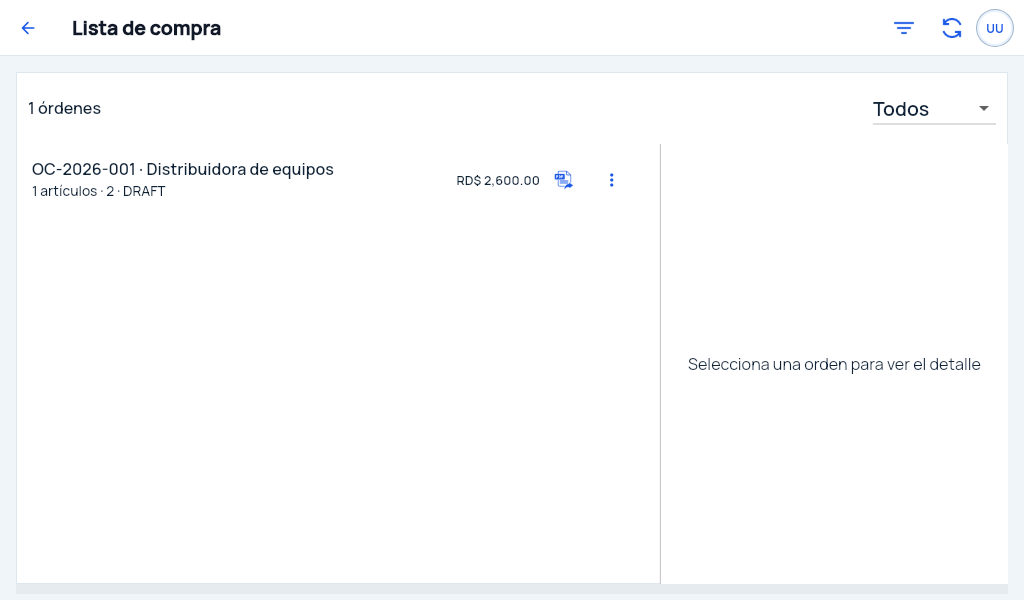 Lista de compra
UU
1 órdenes
Todos
OC-2026-001 · Distribuidora de equipos
1 artículos · 2 · DRAFT
RD$ 2,600.00
Selecciona una orden para ver el detalle